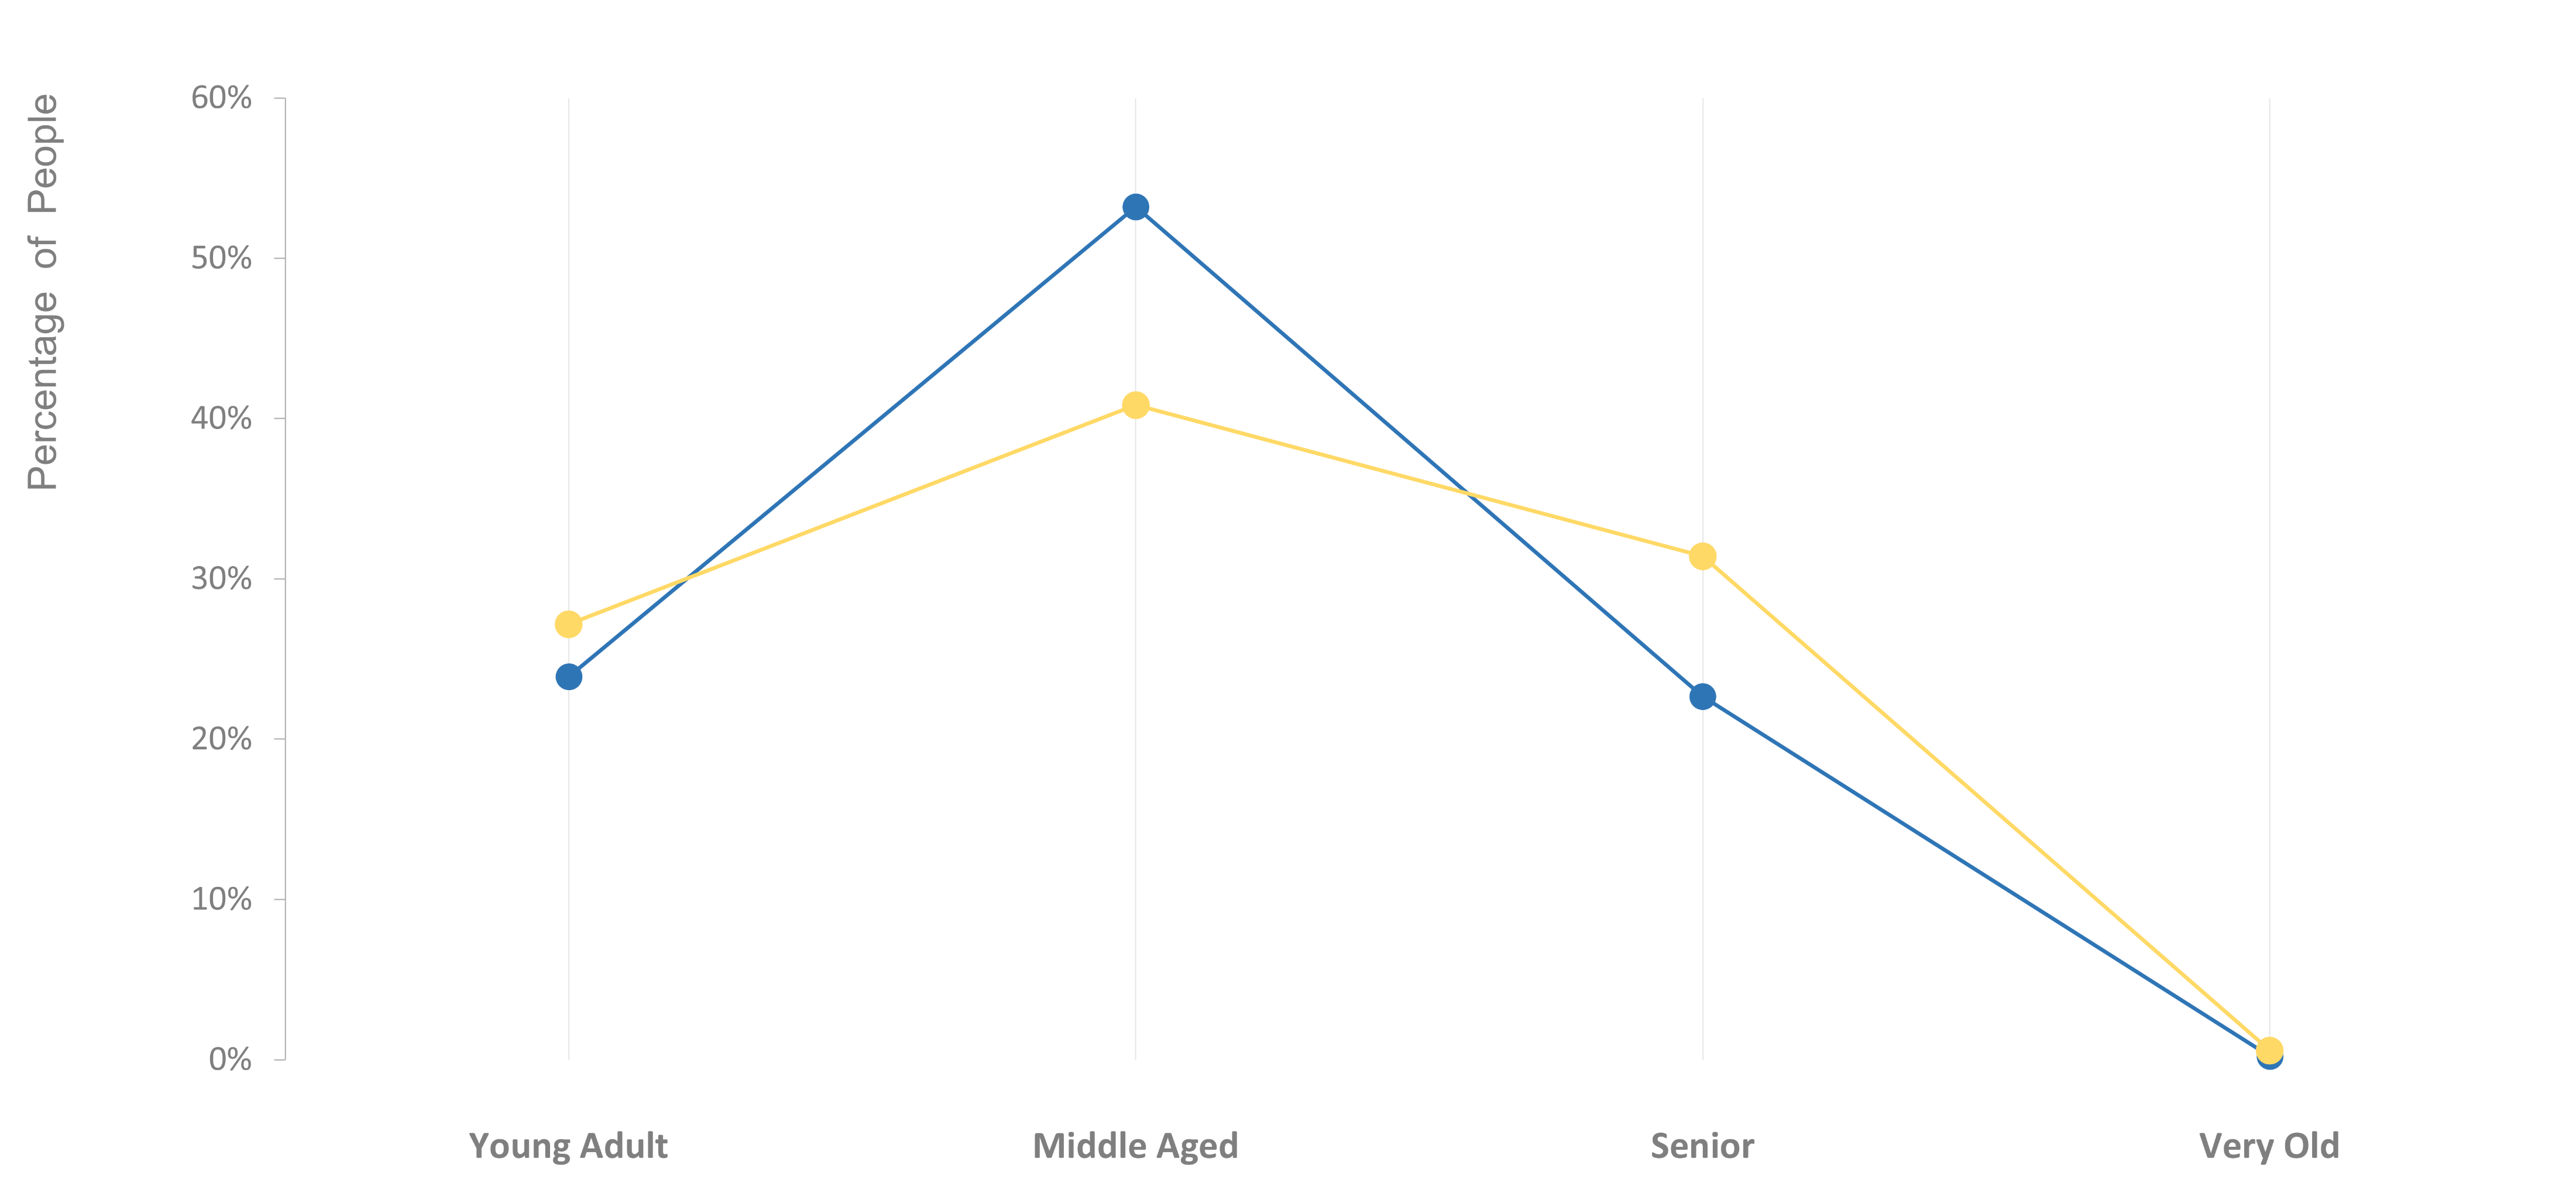 Percentage of People
60%
50%
40%
30%
20%
10%
0%
Young Adult
Middle Aged
Senior
Very Old